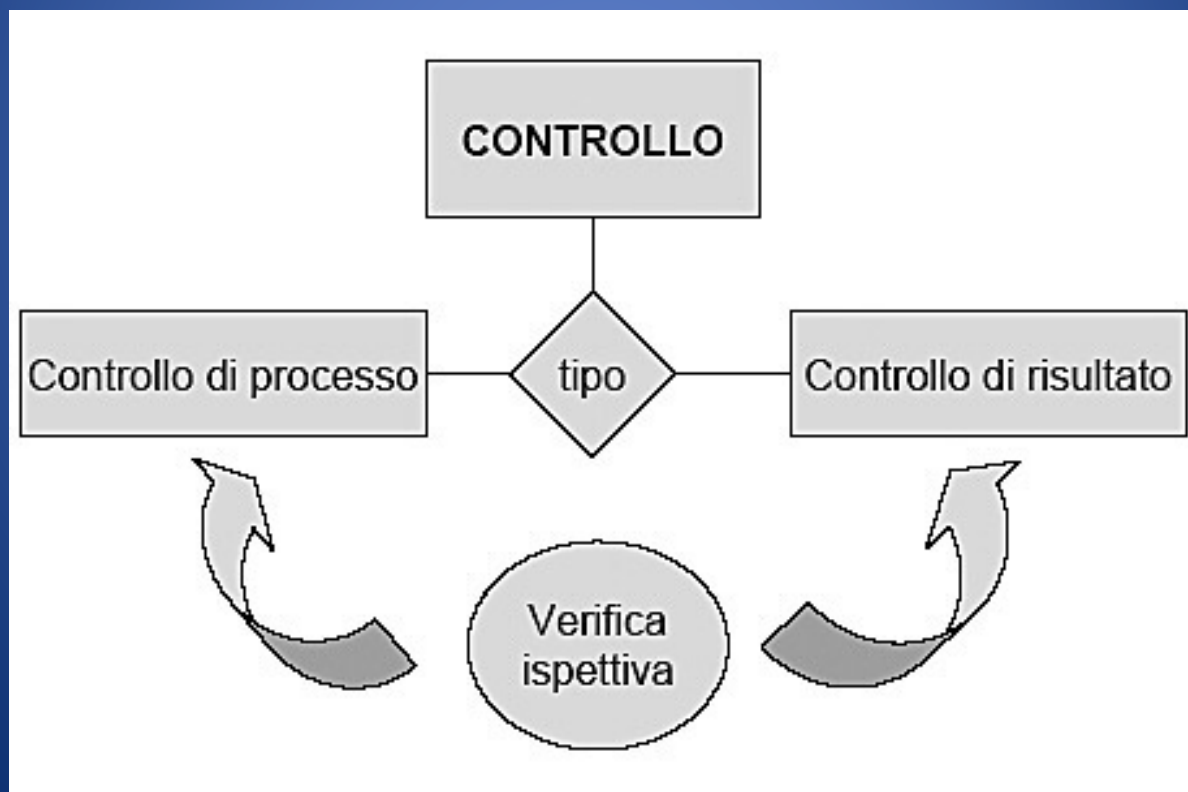 CONTROLLO
Controllo di processo
tipo
Controllo di risultato
Verifica
ispettiva